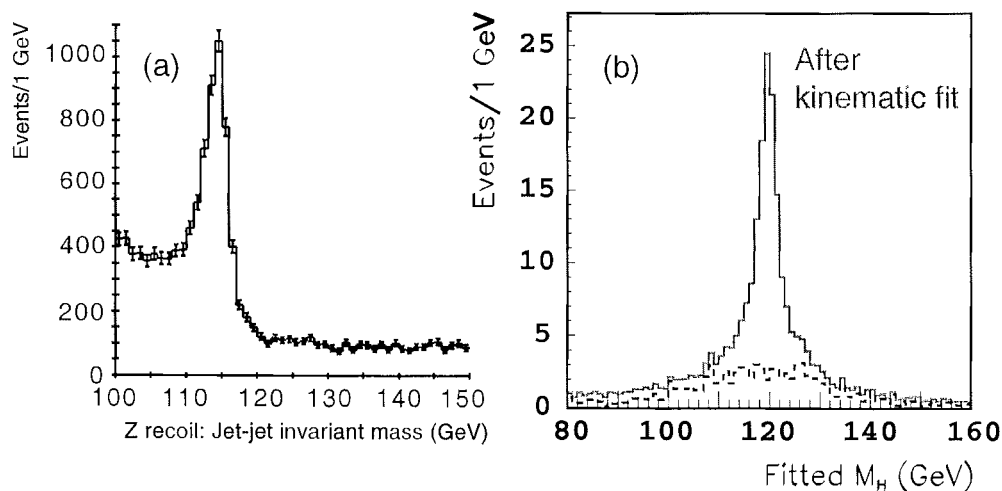 Events/1 GeV
1000
800
600
400
200
0
(a)
100 110 120 130 140 150
Z recoil: Jet-jet invariant mass (GeV)
Events/1 GeV
25
20
15
10
5
0
(b)
After
kinematic fit
80 100 120 140 160
Fitted M_H (GeV)